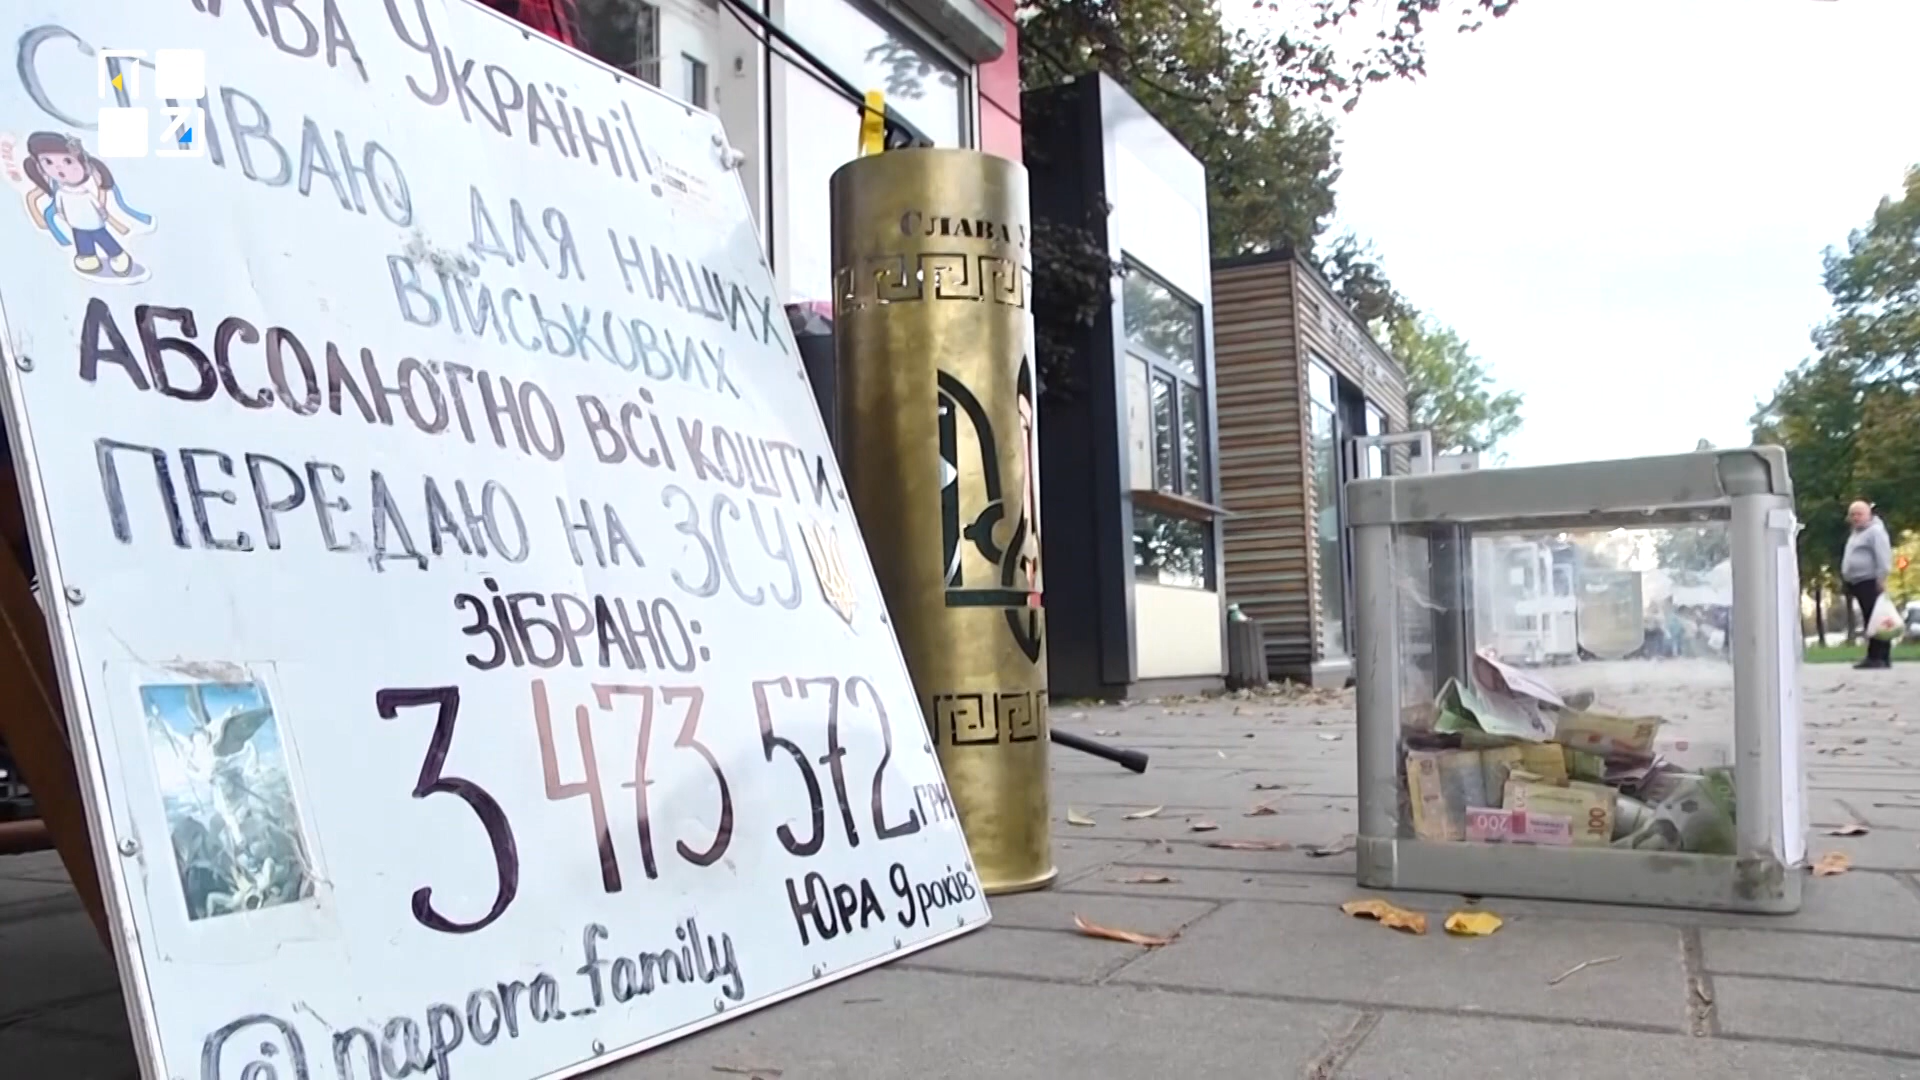 СЛАВА УКРАЇНІ!
СПІВАЮ ДЛЯ НАШИХ
ВІЙСЬКОВИХ
АБСОЛЮТНО ВСІ КОШТИ
ПЕРЕДАЮ НА ЗСУ
ЗІБРАНО:
3 473 572 ГРН
ЮРА 9 років
@napora_family
СЛАВА У
100
200